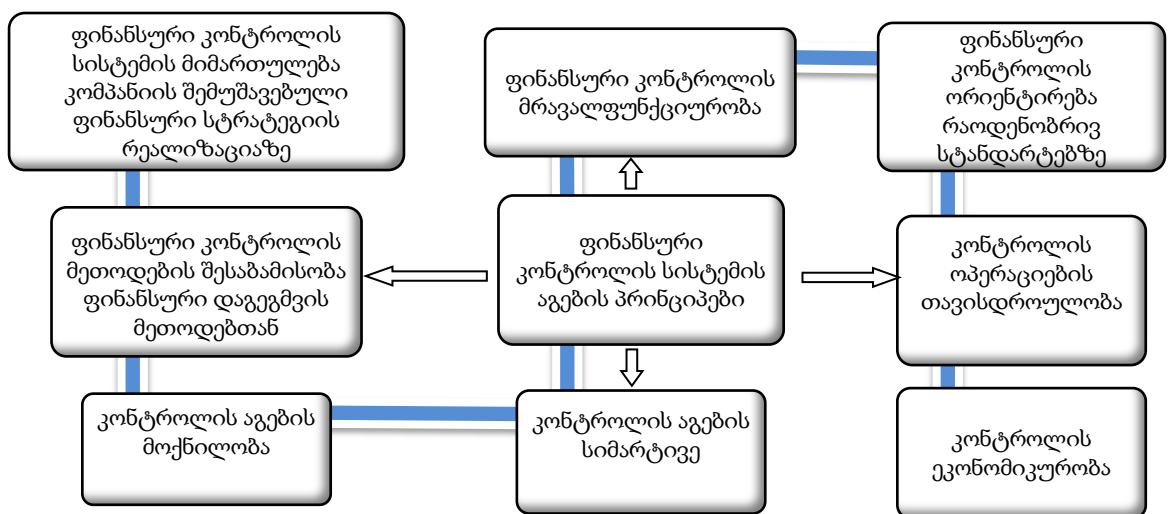 ფინანსური კონტროლის
სისტემის მიმართულება
კომპანიის შემუშავებული
ფინანსური სტრატეგიის
რეალიზაციაზე
ფინანსური კონტროლის
მრავალფუნქციურობა
ფინანსური
კონტროლის
ორიენტირება
რაოდენობრივ
სტანდარტებზე
ფინანსური კონტროლის
მეთოდების შესაბამისობა
ფინანსური დაგეგმვის
მეთოდებთან
ფინანსური
კონტროლის სისტემის
აგების პრინციპები
კონტროლის
ოპერაციების
თავისდროულობა
კონტროლის აგების
მოქნილობა
კონტროლის აგების
სიმარტივე
კონტროლის
ეკონომიკურობა